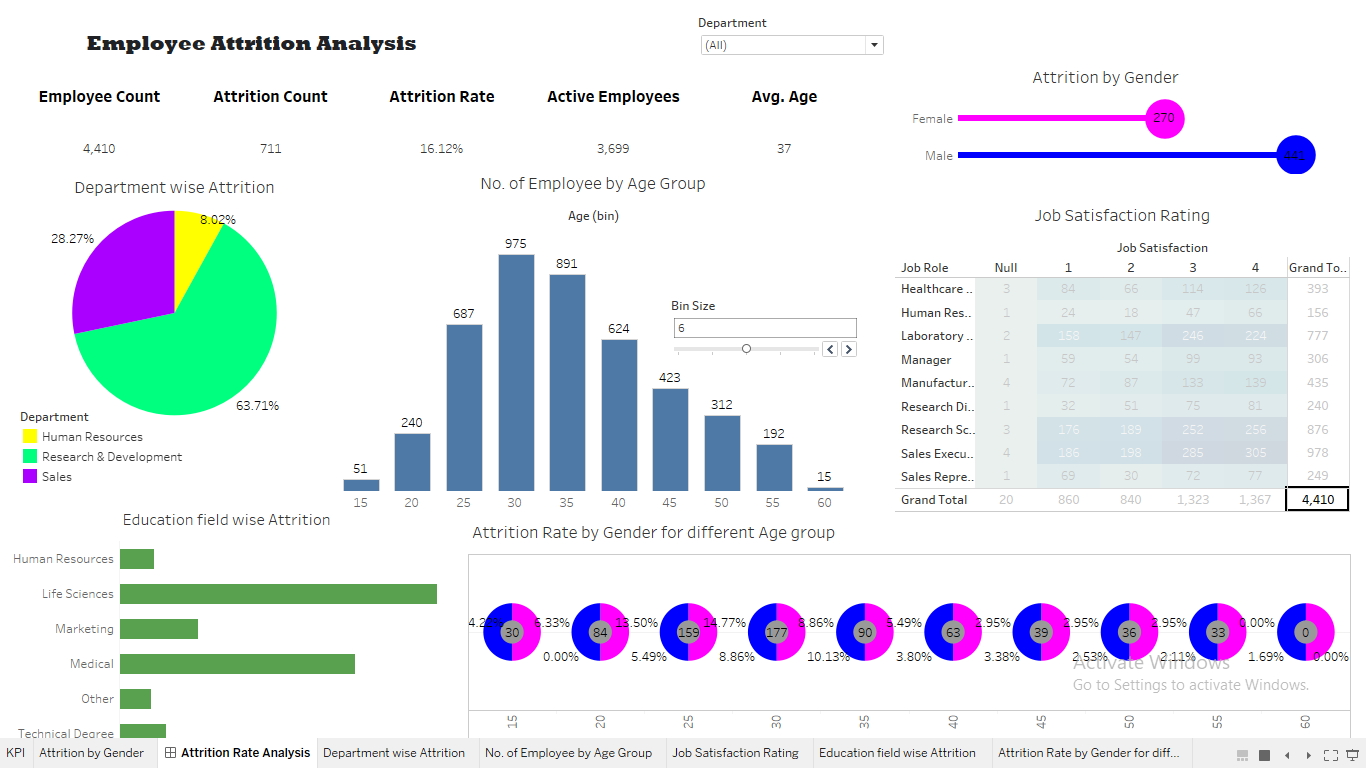 Employee Attrition Analysis
Department
(All)
Employee Count
Attrition Count
Attrition Rate
Active Employees
Avg. Age
4,410
711
16.12%
3,699
37
Attrition by Gender
Female
270
Male
441
Department wise Attrition
8.02%
28.27%
63.71%
Department
Human Resources
Research & Development
Sales
No. of Employee by Age Group
Age (bin)
51 240 687 975 891 624 423 312 192 15
15 20 25 30 35 40 45 50 55 60
Bin Size
6
Job Satisfaction Rating
Job Satisfaction
Job Role Null 1 2 3 4 Grand To..
Healthcare .. 3 84 66 114 126 393
Human Res.. 1 24 18 47 66 156
Laboratory .. 2 158 147 246 224 777
Manager 1 59 54 99 93 306
Manufactur.. 4 72 87 133 139 435
Research Di.. 1 32 51 75 81 240
Research Sc.. 3 176 189 252 256 876
Sales Execu.. 4 186 198 285 305 978
Sales Repre.. 1 69 30 72 77 249
Grand Total 20 860 840 1,323 1,367 4,410
Education field wise Attrition
Human Resources
Life Sciences
Marketing
Medical
Other
Technical Degree
Attrition Rate by Gender for different Age group
6.33% 13.50% 14.77% 8.86% 5.49% 2.95% 2.95% 2.95% 0.00%
30 84 159 177 90 63 39 36 33 0
0.00% 5.49% 8.86% 10.13% 3.80% 3.38% 2.53% 2.11% 1.69% 0.00%
15 20 25 30 35 40 45 50 55 60
Activate Windows
Go to Settings to activate Windows.
KPI
Attrition by Gender
Attrition Rate Analysis
Department wise Attrition
No. of Employee by Age Group
Job Satisfaction Rating
Education field wise Attrition
Attrition Rate by Gender for diff...